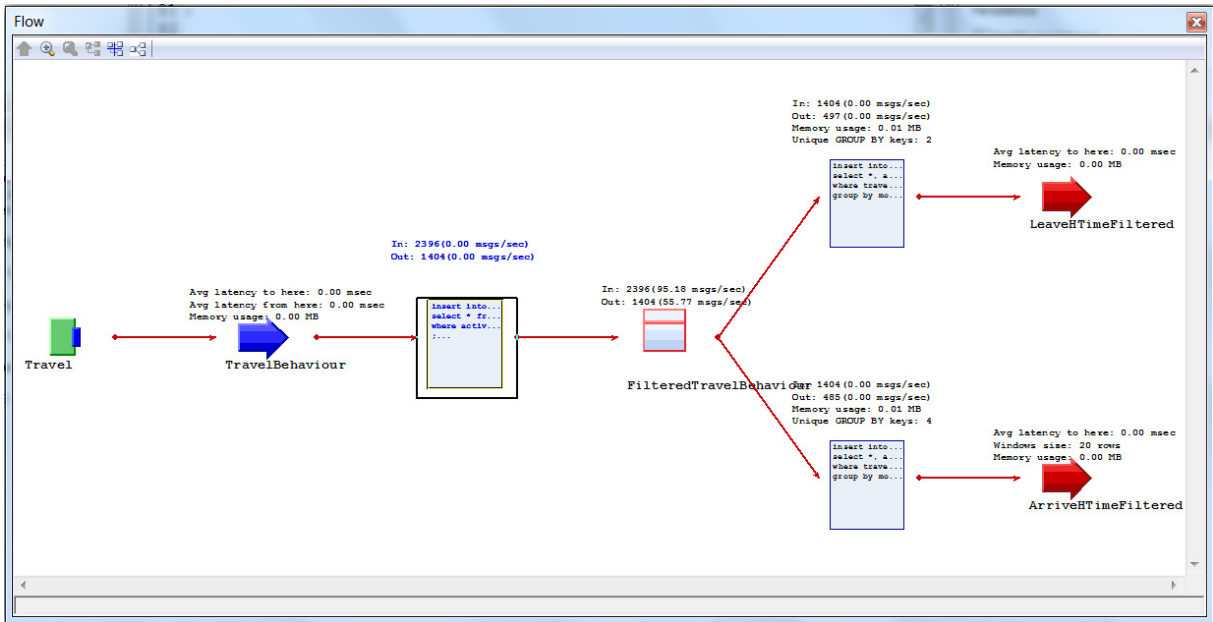 Flow
In: 1404(0.00 msgs/sec)
Out: 497(0.00 msgs/sec)
Memory usage: 0.01 MB
Unique GROUP BY keys: 2
insert into...
select *, a...
where trave...
group by mo...
Avg latency to here: 0.00 msec
Memory usage: 0.00 MB
LeaveHTimeFiltered
In: 2396(0.00 msgs/sec)
Out: 1404(0.00 msgs/sec)
insert into...
select * fr...
where activ...
;...
Avg latency to here: 0.00 msec
Avg latency from here: 0.00 msec
Memory usage: 0.00 MB
Travel
TravelBehaviour
In: 2396(95.18 msgs/sec)
Out: 1404(55.77 msgs/sec)
FilteredTravelBehaviour
In: 1404(0.00 msgs/sec)
Out: 485(0.00 msgs/sec)
Memory usage: 0.01 MB
Unique GROUP BY keys: 4
insert into...
select *, a...
where trave...
group by mo...
Avg latency to here: 0.00 msec
Windows size: 20 rows
Memory usage: 0.00 MB
ArriveHTimeFiltered